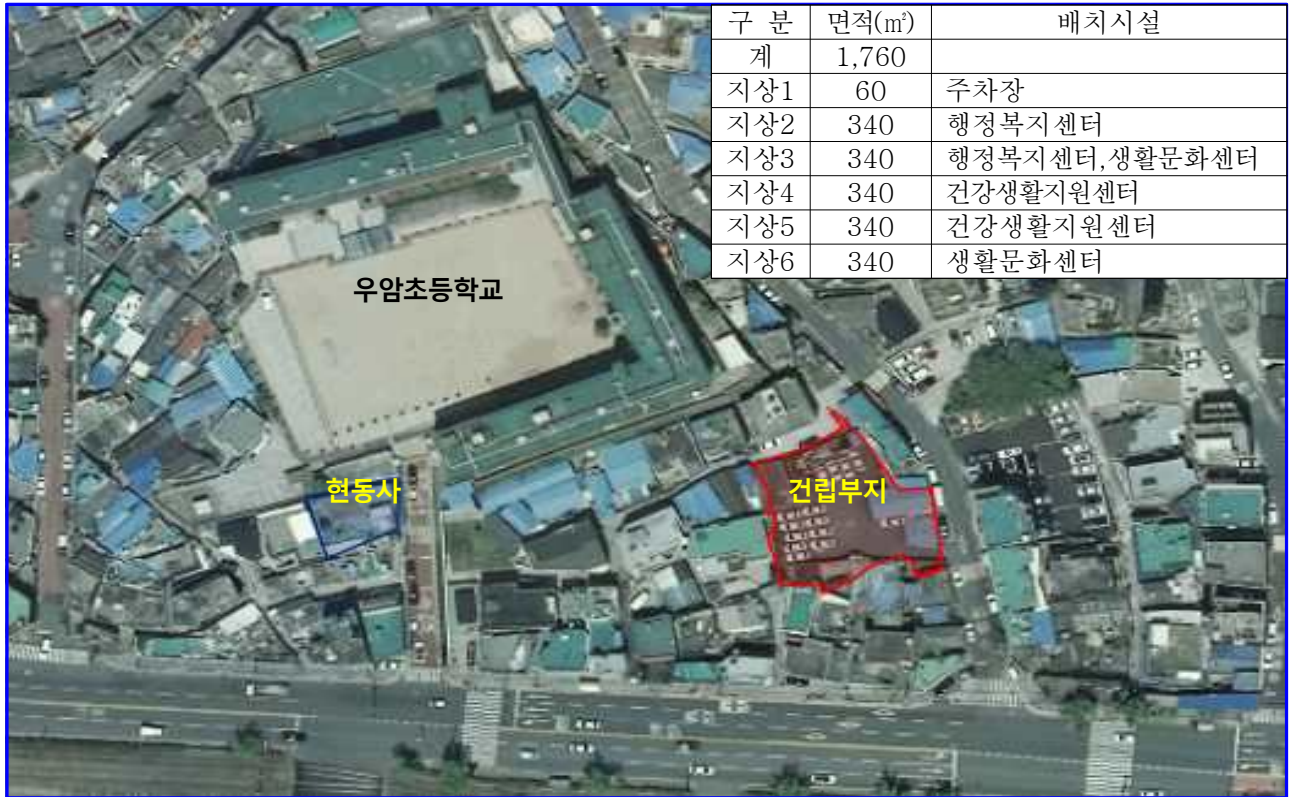 구 분 면적(㎡) 배치시설
계 1,760
지상1 60 주차장
지상2 340 행정복지센터
지상3 340 행정복지센터,생활문화센터
지상4 340 건강생활지원센터
지상5 340 건강생활지원센터
지상6 340 생활문화센터
우암초등학교
현동사
건립부지